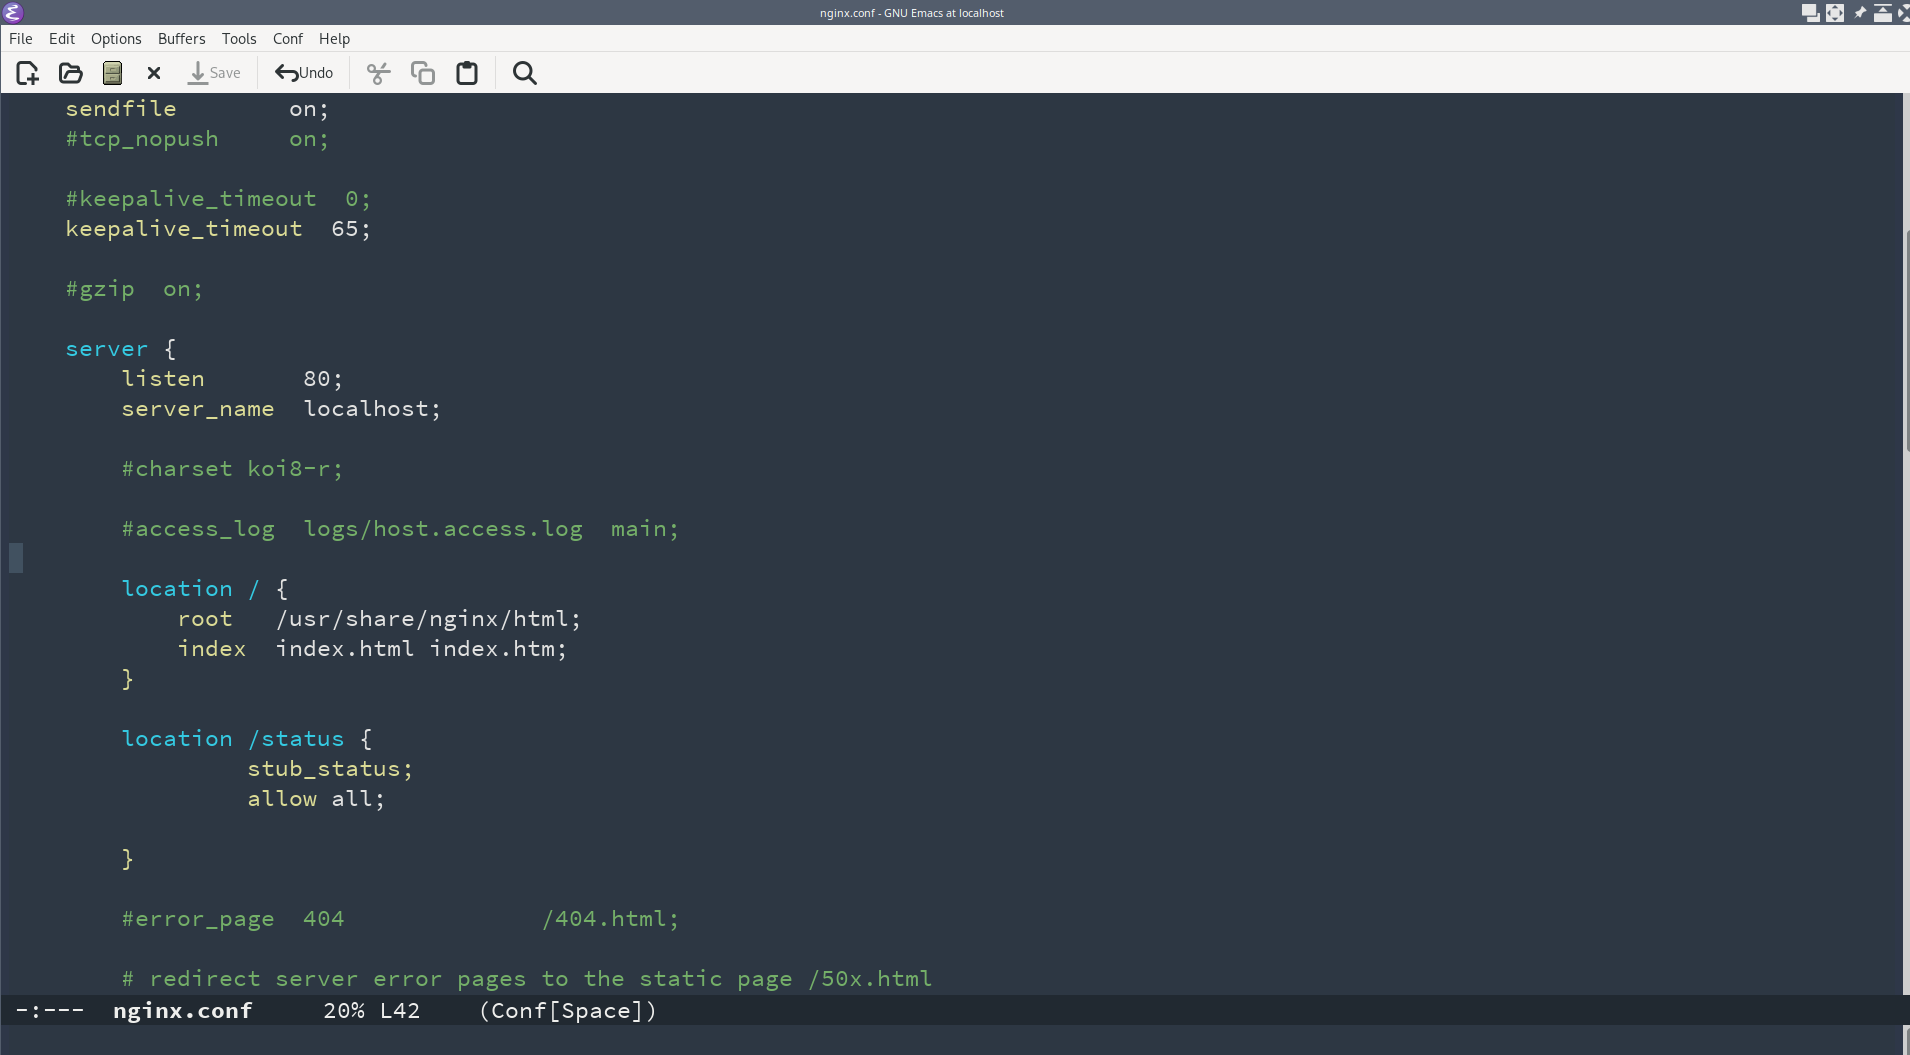 nginx.conf - GNU Emacs at localhost
File Edit Options Buffers Tools Conf Help
Save Undo
sendfile        on;
#tcp_nopush     on;
#keepalive_timeout  0;
keepalive_timeout  65;
#gzip  on;
server {
listen       80;
server_name  localhost;
#charset koi8-r;
#access_log  logs/host.access.log  main;
location / {
root   /usr/share/nginx/html;
index  index.html index.htm;
}
location /status {
stub_status;
allow all;
}
#error_page  404              /404.html;
# redirect server error pages to the static page /50x.html
-:---  nginx.conf     20% L42    (Conf[Space])